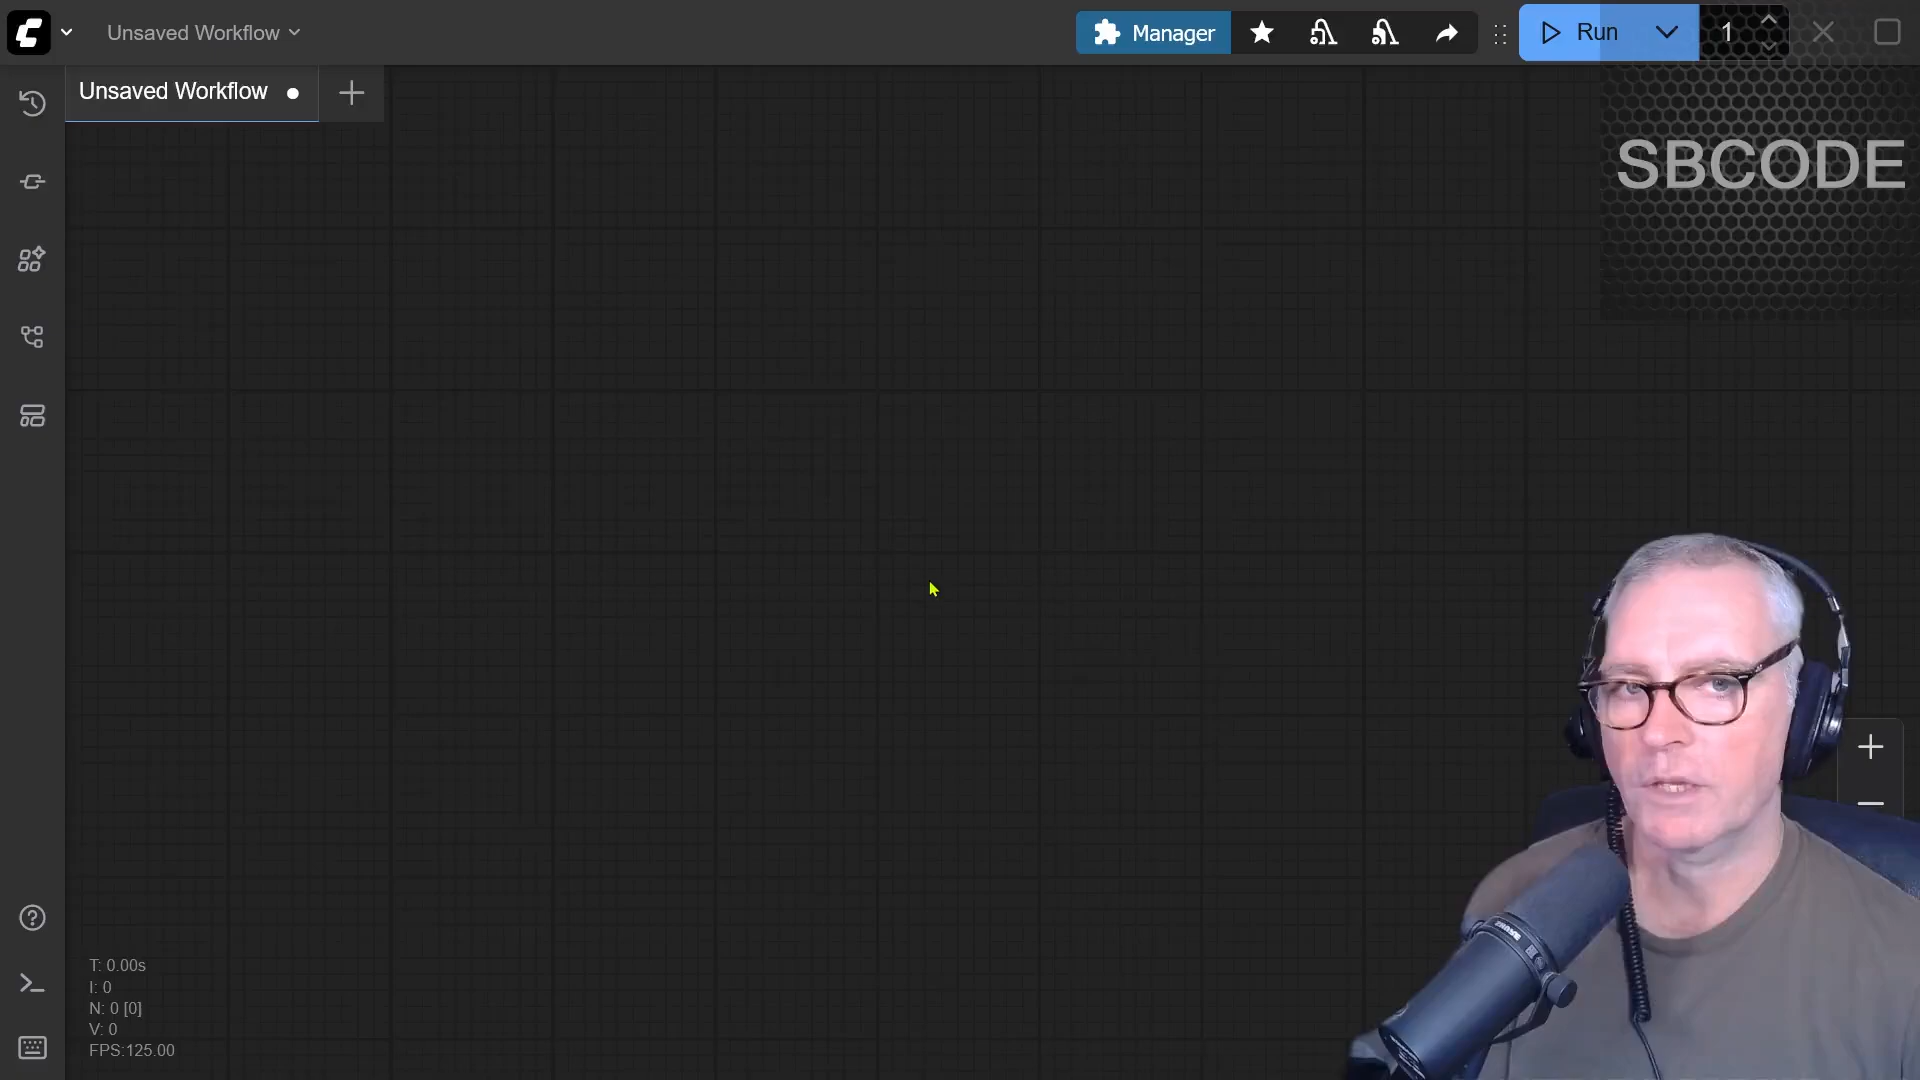 Unsaved Workflow
Manager
Run
1
Unsaved Workflow
SBCODE
T: 0.00s
I: 0
N: 0 [0]
V: 0
FPS:125.00